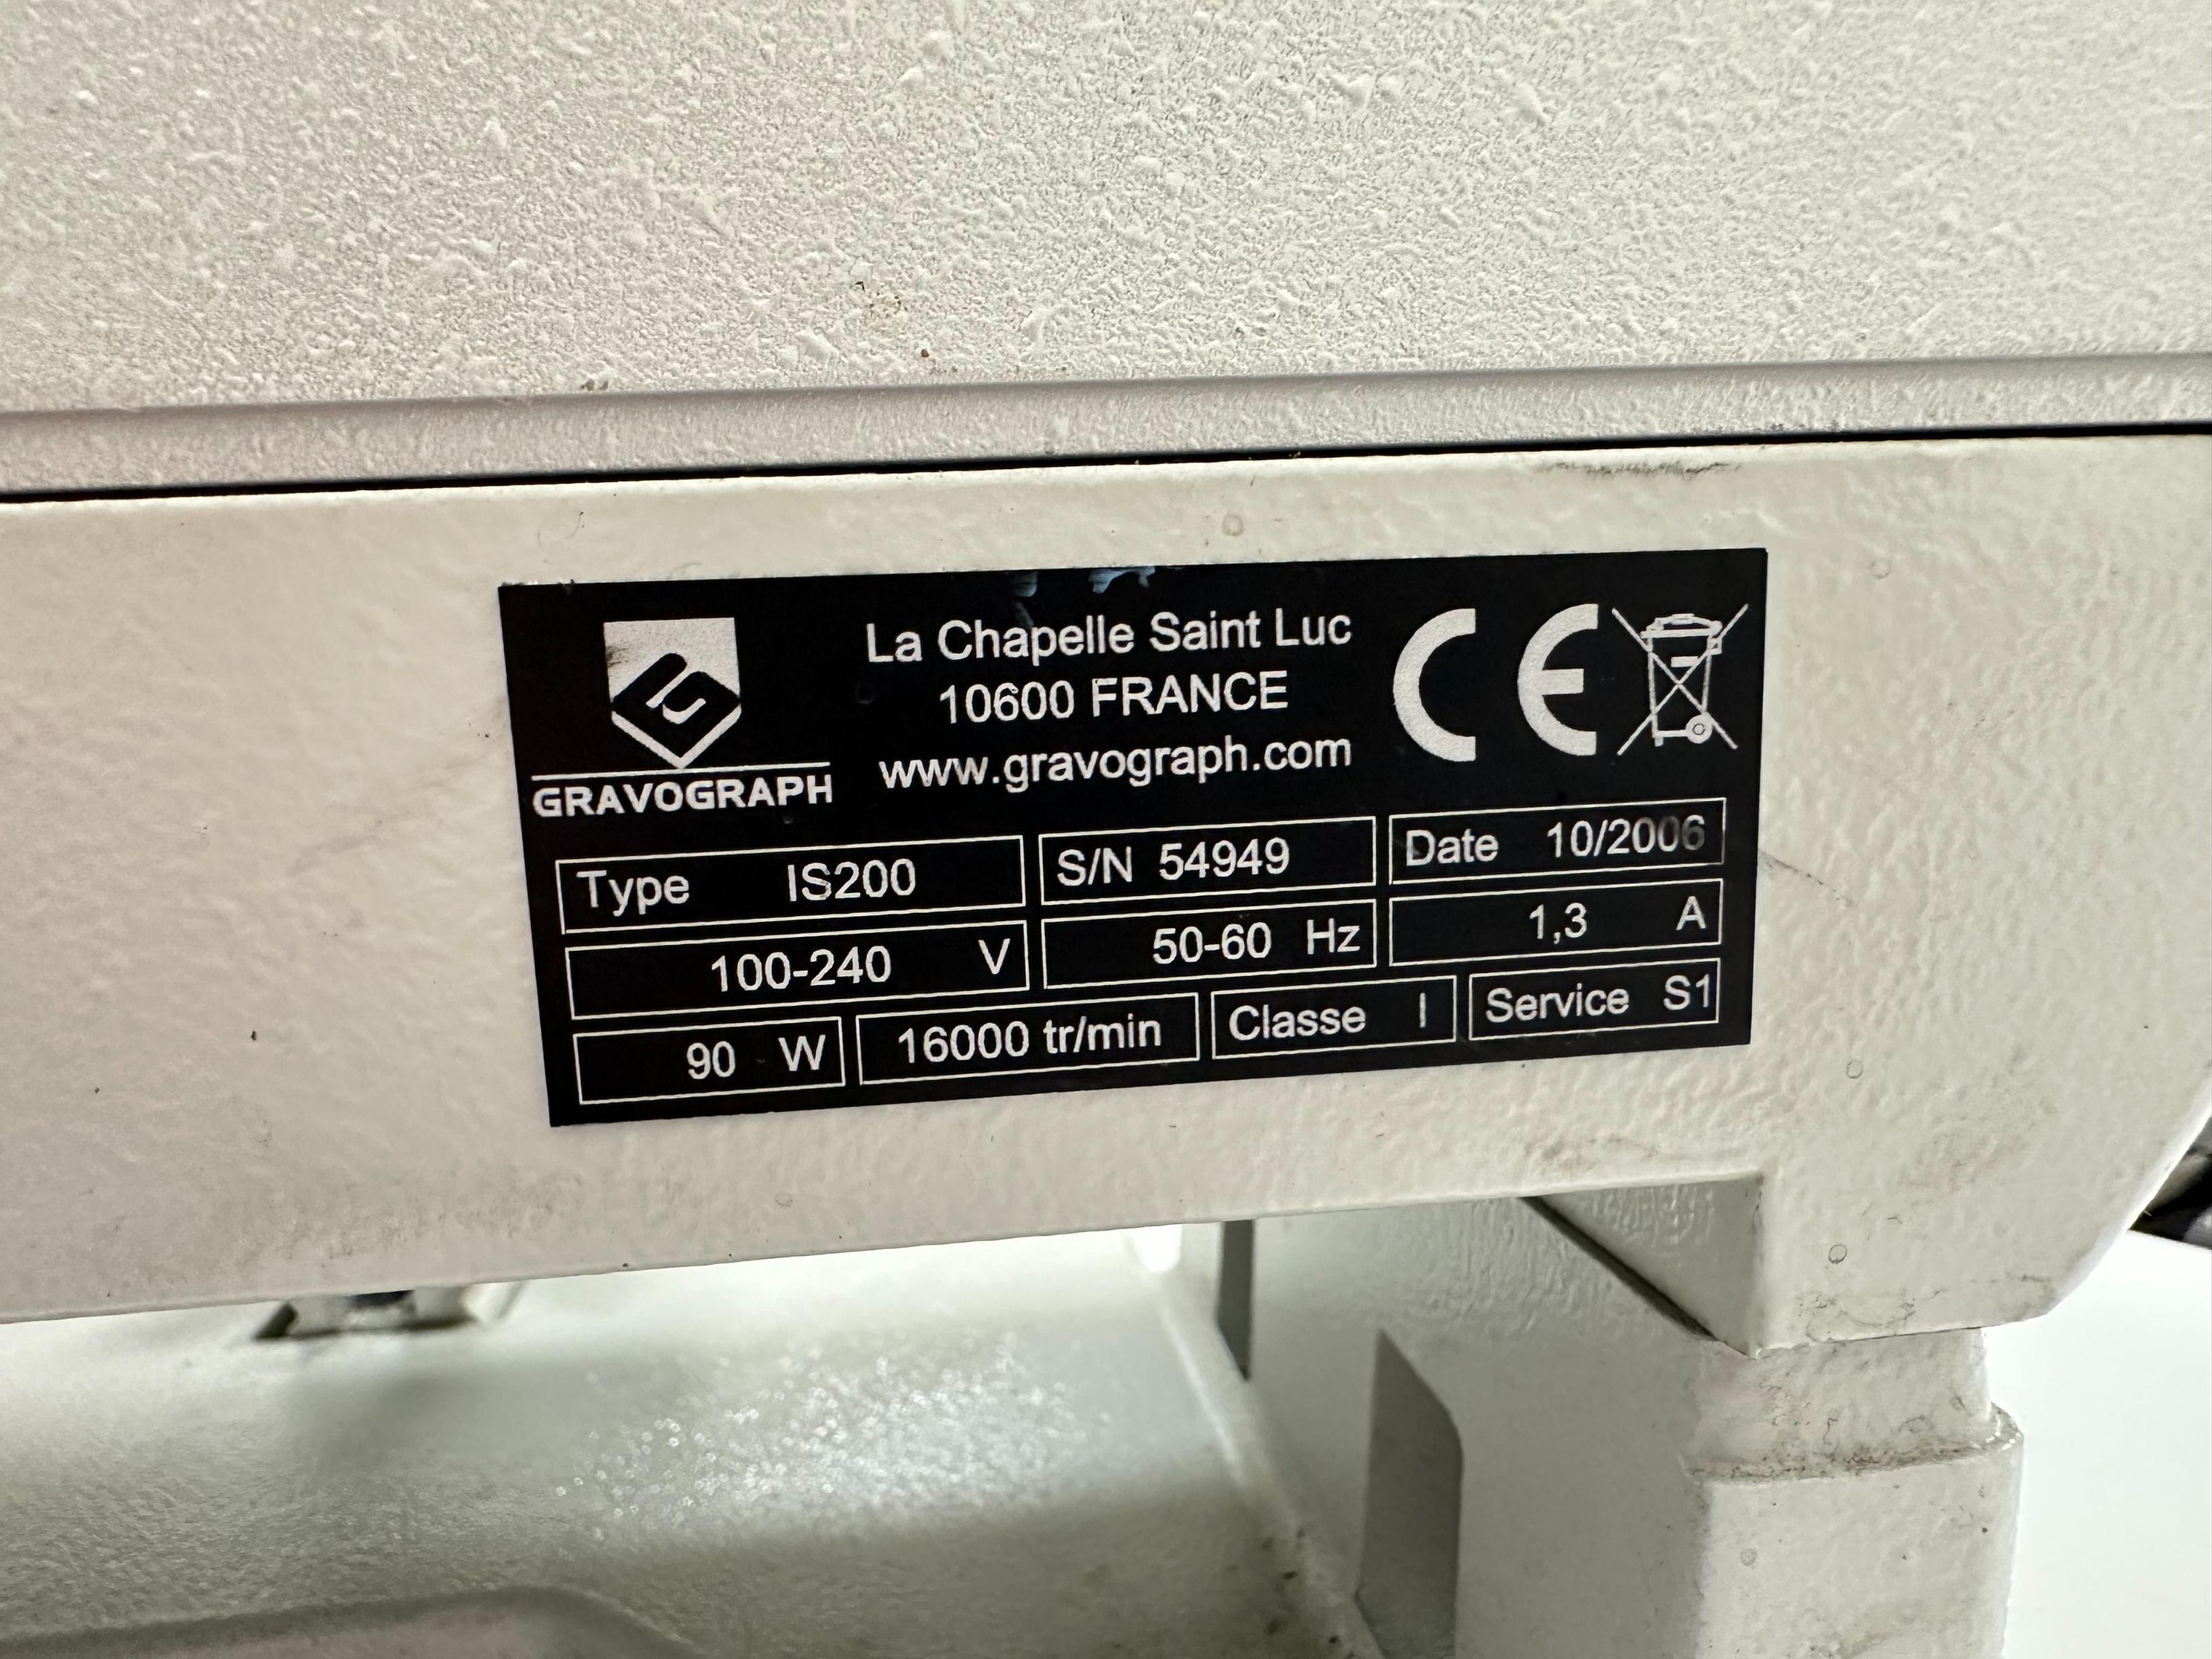 La Chapelle Saint Luc
10600 FRANCE
www.gravograph.com
GRAVOGRAPH
CE
Type IS200
S/N 54949
Date 10/2006
100-240 V
50-60 Hz
1,3 A
90 W
16000 tr/min
Classe I
Service S1